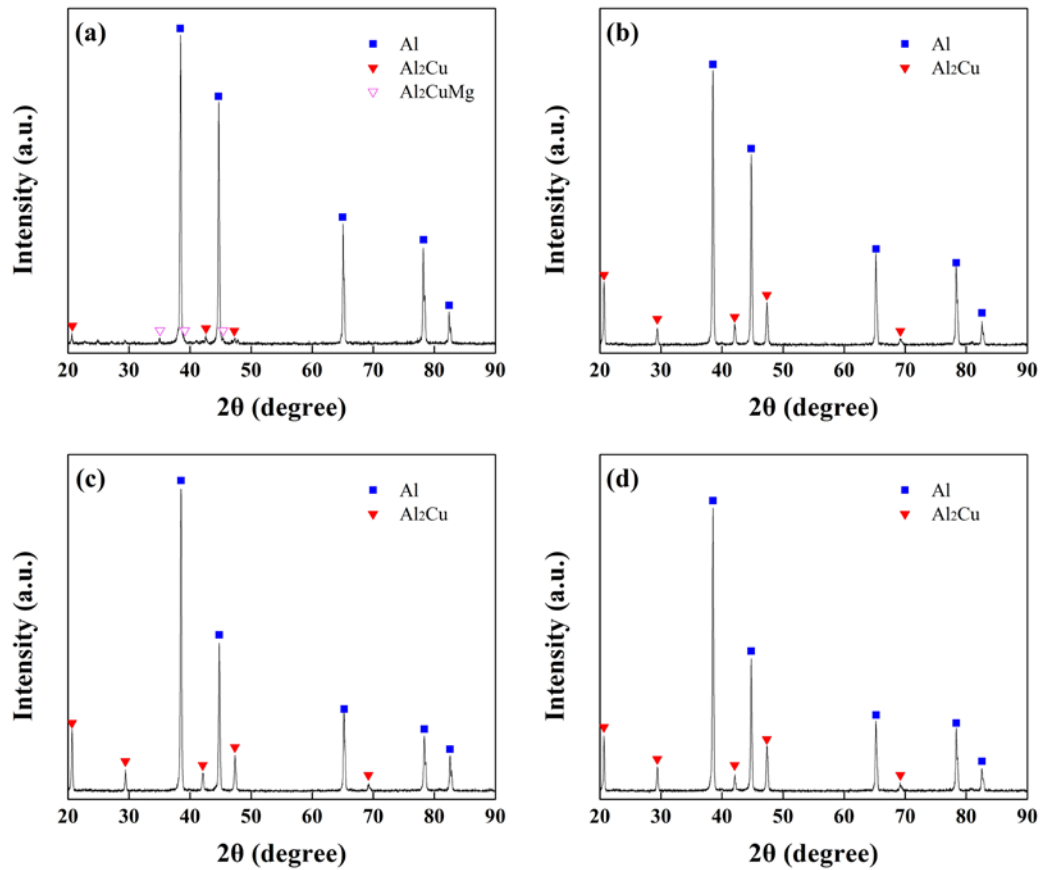 (a)
Al
Al₂Cu
Al₂CuMg
Intensity (a.u.)
20 30 40 50 60 70 80 90
2θ (degree)
(b)
Al
Al₂Cu
Intensity (a.u.)
20 30 40 50 60 70 80 90
2θ (degree)
(c)
Al
Al₂Cu
Intensity (a.u.)
20 30 40 50 60 70 80 90
2θ (degree)
(d)
Al
Al₂Cu
Intensity (a.u.)
20 30 40 50 60 70 80 90
2θ (degree)